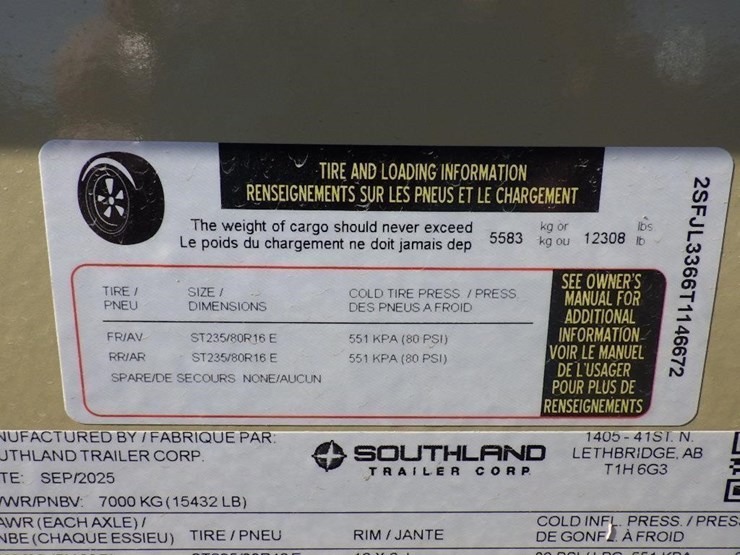 TIRE AND LOADING INFORMATION
RENSEIGNEMENTS SUR LES PNEUS ET LE CHARGEMENT
The weight of cargo should never exceed 5583 kg or 12308 lbs
Le poids du chargement ne doit jamais dep kg ou lb
2SFJL3366T1146672
TIRE / SIZE / COLD TIRE PRESS. / PRESS.
PNEU DIMENSIONS DES PNEUS A FROID
FR/AV ST235/80R16 E 551 KPA (80 PSI)
RR/AR ST235/80R16 E 551 KPA (80 PSI)
SPARE/DE SECOURS NONE/AUCUN
SEE OWNER'S
MANUAL FOR
ADDITIONAL
INFORMATION
VOIR LE MANUEL
DE L'USAGER
POUR PLUS DE
RENSEIGNEMENTS
NUFACTURED BY / FABRIQUE PAR:
UTHLAND TRAILER CORP.
TE: SEP/2025
SOUTHLAND
TRAILER CORP
1405 - 41ST. N.
LETHBRIDGE, AB
T1H 6G3
VWR/PNBV: 7000 KG (15432 LB)
AWR (EACH AXLE) /
NBE (CHAQUE ESSIEU) TIRE / PNEU RIM / JANTE
COLD INFL. PRESS. / PRESS
DE GONFL À FROID